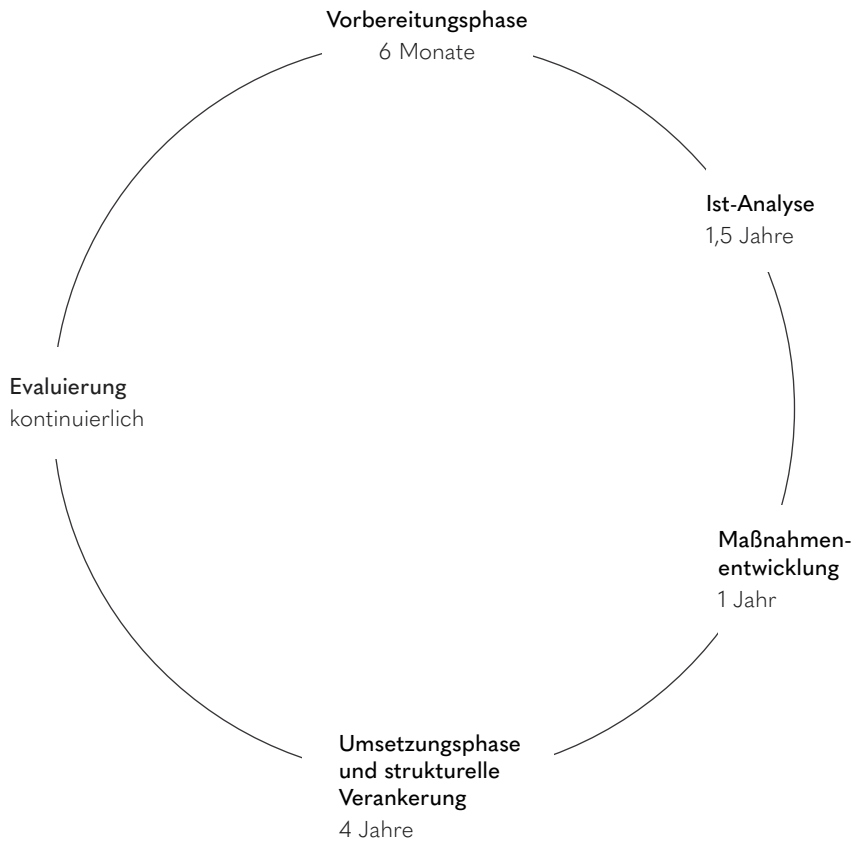 Vorbereitungsphase
6 Monate
Ist-Analyse
1,5 Jahre
Maßnahmen-
entwicklung
1 Jahr
Umsetzungsphase
und strukturelle
Verankerung
4 Jahre
Evaluierung
kontinuierlich